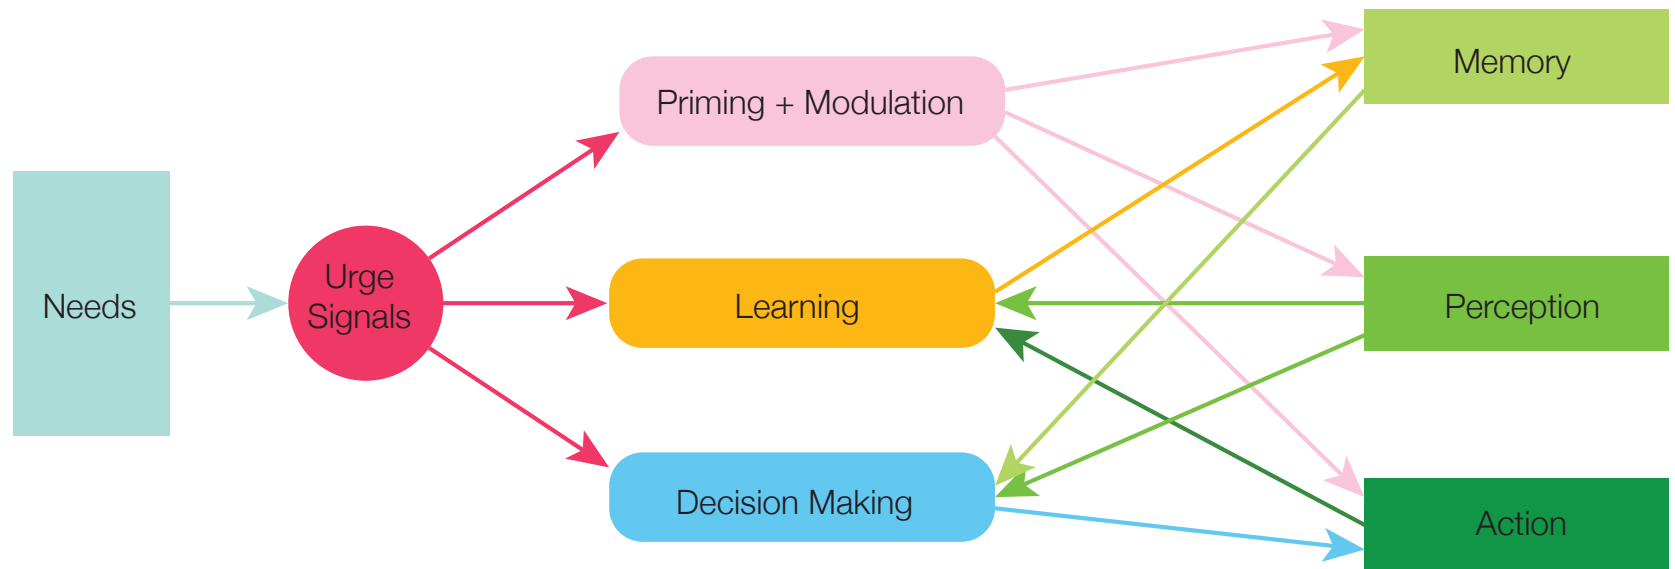 Needs
Urge
Signals
Priming + Modulation
Learning
Decision Making
Memory
Perception
Action